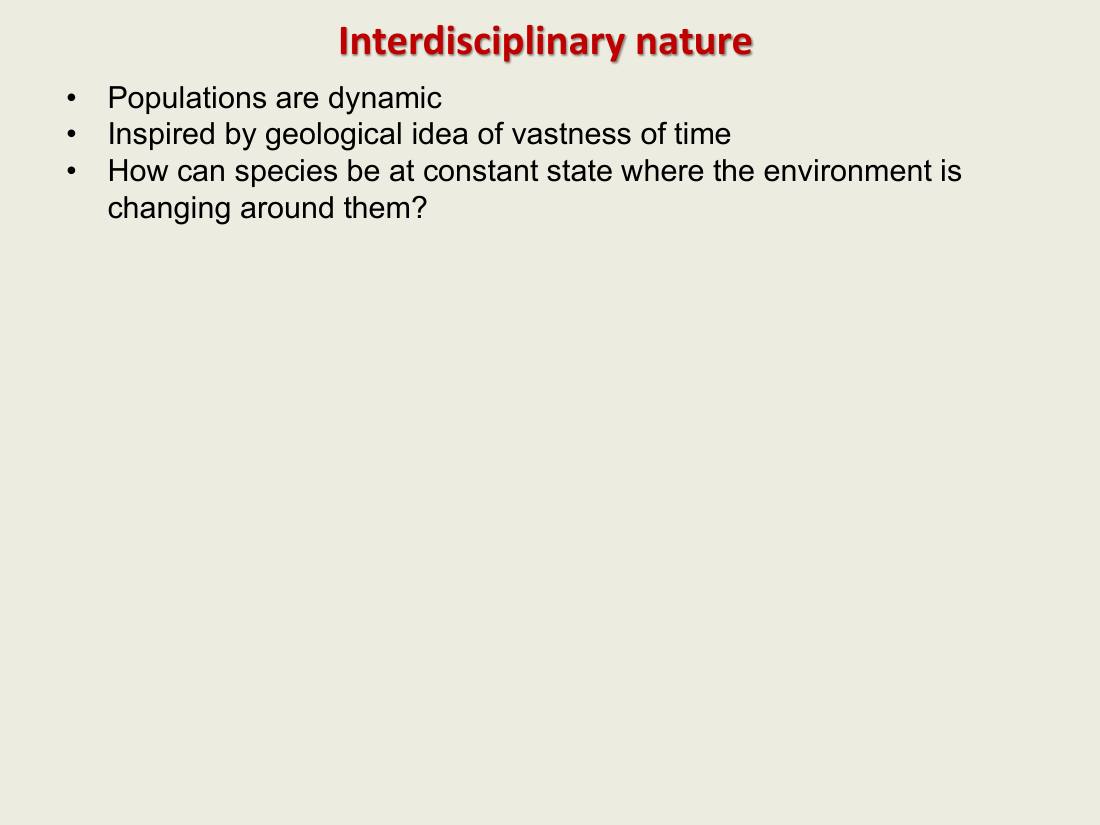 Interdisciplinary nature
• Populations are dynamic
• Inspired by geological idea of vastness of time
• How can species be at constant state where the environment is
changing around them?